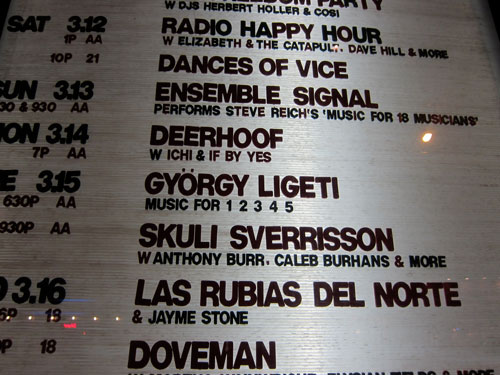 PARTY
W DJS HERBERT HOLLER & COSI
SAT 3.12 RADIO HAPPY HOUR
1P AA W ELIZABETH & THE CATAPULT, DAVE HILL & MORE
10P 21 DANCES OF VICE
SUN 3.13 ENSEMBLE SIGNAL
30 & 930 AA PERFORMS STEVE REICH'S 'MUSIC FOR 18 MUSICIANS'
ON 3.14 DEERHOOF
7P AA W ICHI & IF BY YES
E 3.15 GYÖRGY LIGETI
630P AA MUSIC FOR 1 2 3 4 5
930P AA SKULI SVERRISSON
W ANTHONY BURR, CALEB BURHANS & MORE
3.16 LAS RUBIAS DEL NORTE
6P 18 & JAYME STONE
P 18 DOVEMAN